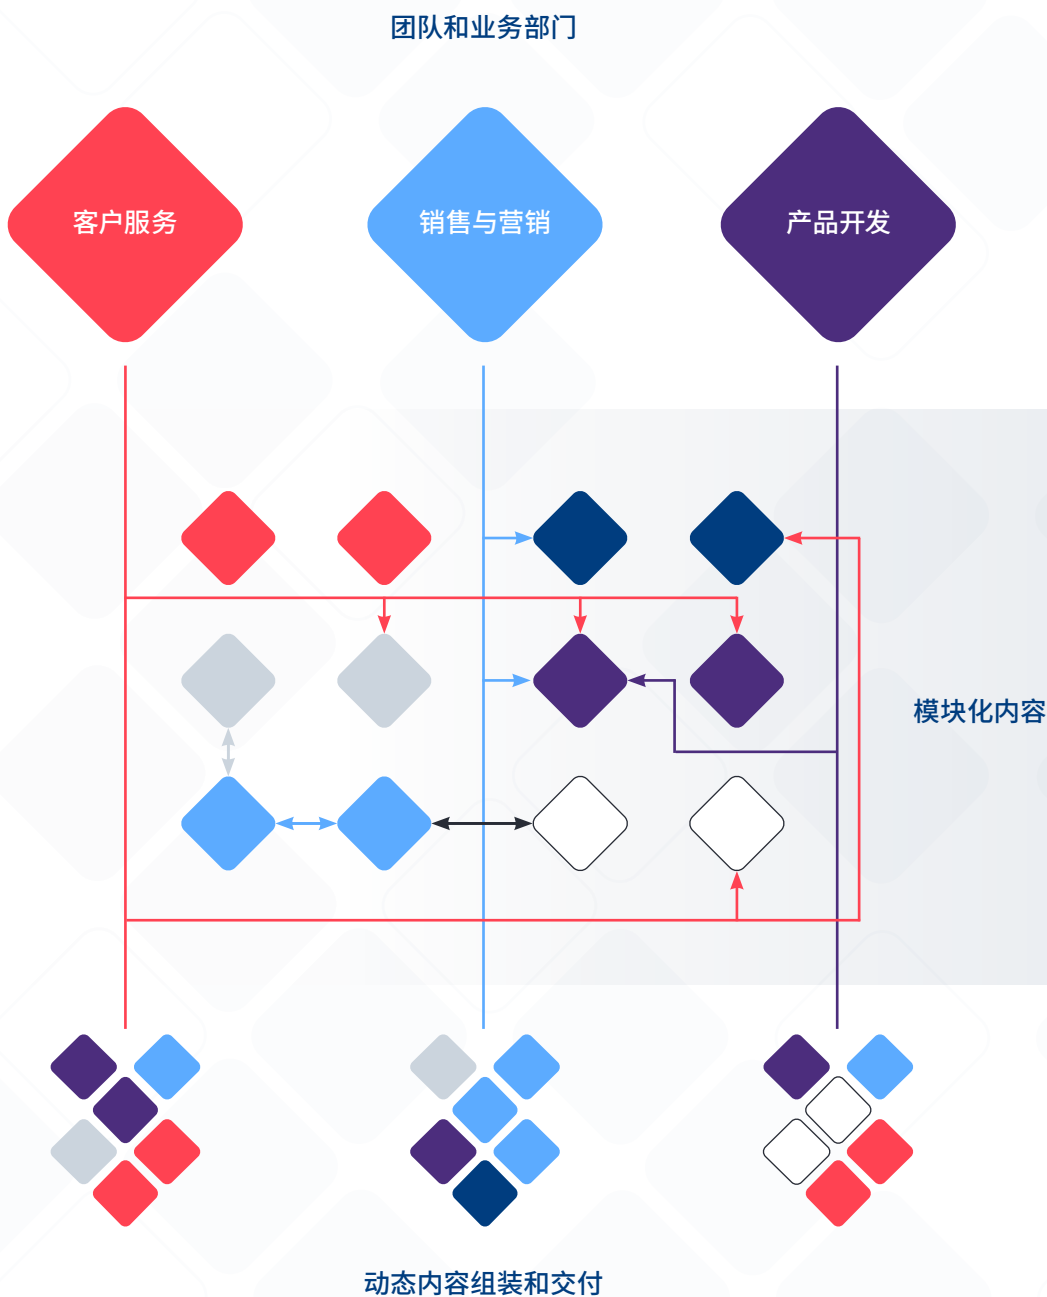 团队和业务部门
客户服务
销售与营销
产品开发
模块化内容
动态内容组装和交付